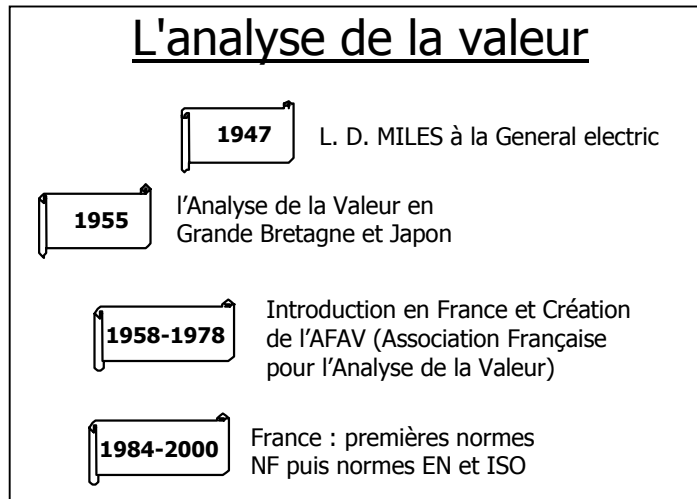 L'analyse de la valeur
1947
L. D. MILES à la General electric
1955
l'Analyse de la Valeur en
Grande Bretagne et Japon
1958-1978
Introduction en France et Création
de l'AFAV (Association Française
pour l'Analyse de la Valeur)
1984-2000
France : premières normes
NF puis normes EN et ISO